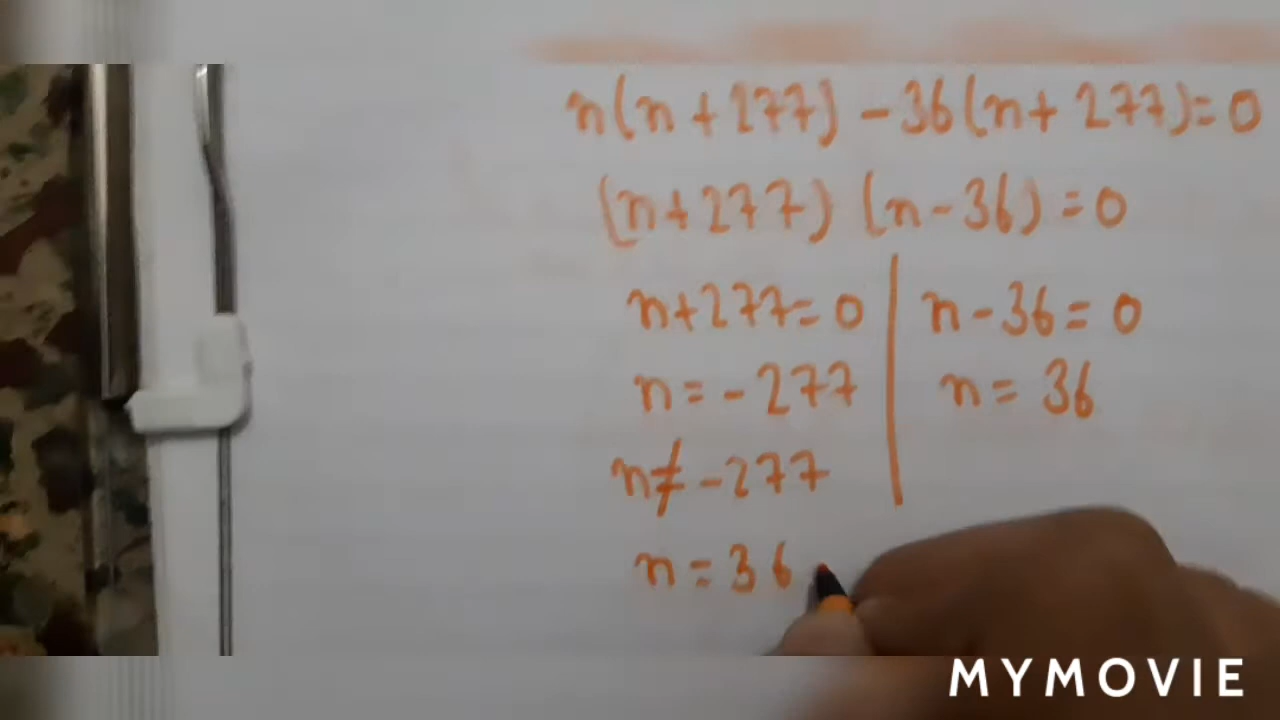 n(n+277) -36(n+277)=0
(n+277) (n-36) =0
n+277=0 n-36=0
n=-277 n=36
n≠-277
n=36
MYMOVIE